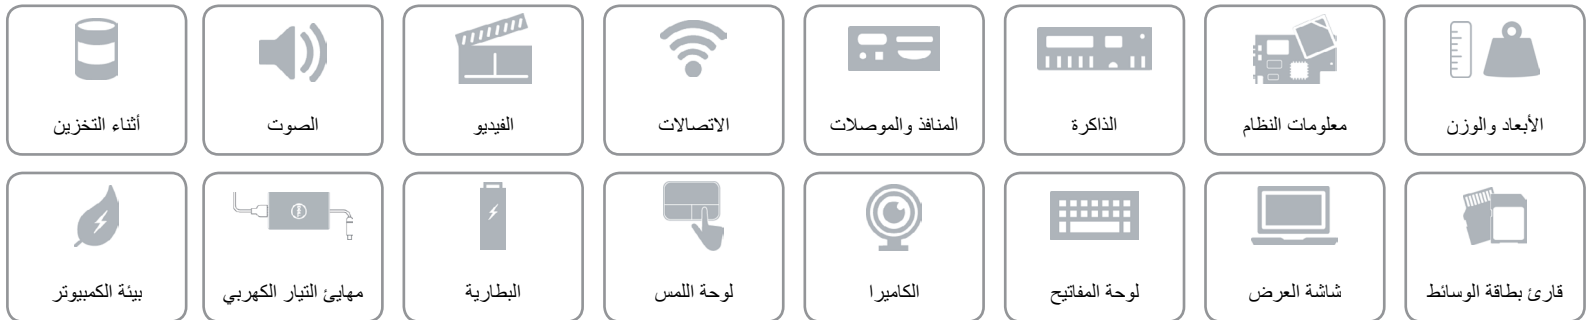 الأبعاد والوزن
معلومات النظام
الذاكرة
المنافذ والموصلات
الاتصالات
الفيديو
الصوت
أثناء التخزين
قارئ بطاقة الوسائط
شاشة العرض
لوحة المفاتيح
الكاميرا
لوحة اللمس
البطارية
مهايئ التيار الكهربي
بيئة الكمبيوتر